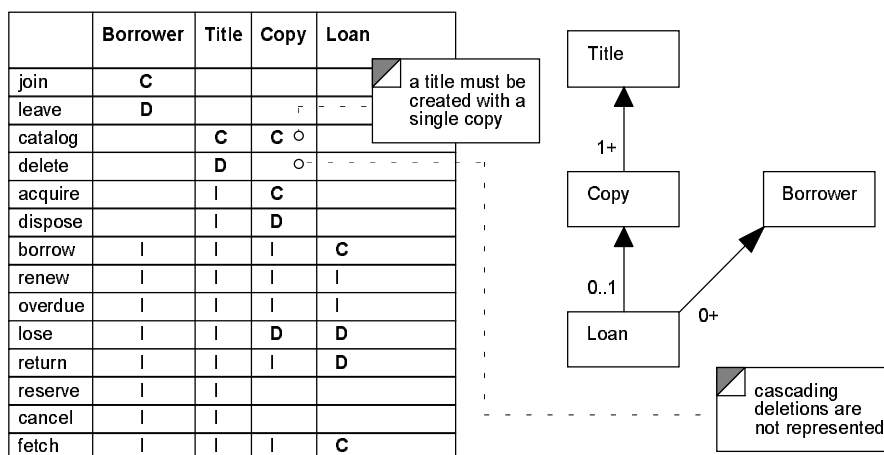 Borrower Title Copy Loan
join C
leave D
catalog C C
delete D
acquire I C
dispose I D
borrow I I I C
renew I I I I
overdue I I I I
lose I I D D
return I I I D
reserve I I
cancel I I
fetch I I I C
a title must be
created with a
single copy
Title
1+
Copy
Borrower
0..1
0+
Loan
cascading
deletions are
not represented